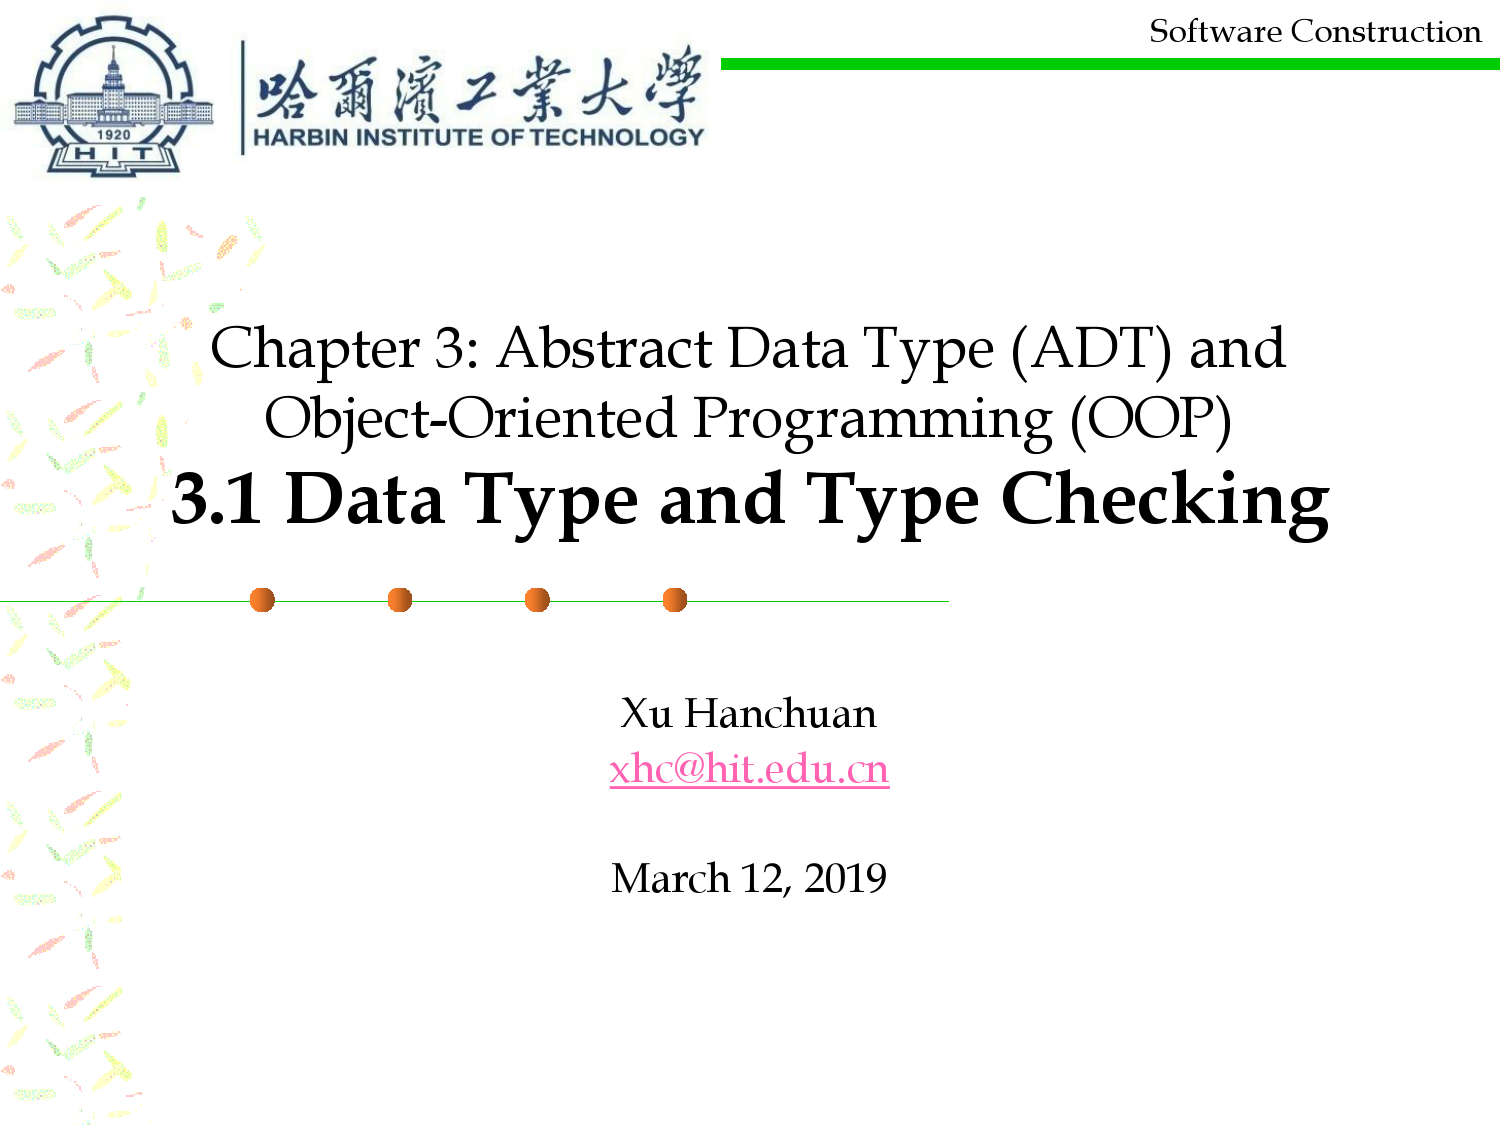 Software Construction
哈爾濱工業大學
HARBIN INSTITUTE OF TECHNOLOGY
1920
HIT
Chapter 3: Abstract Data Type (ADT) and
Object-Oriented Programming (OOP)
3.1 Data Type and Type Checking
Xu Hanchuan
xhc@hit.edu.cn
March 12, 2019